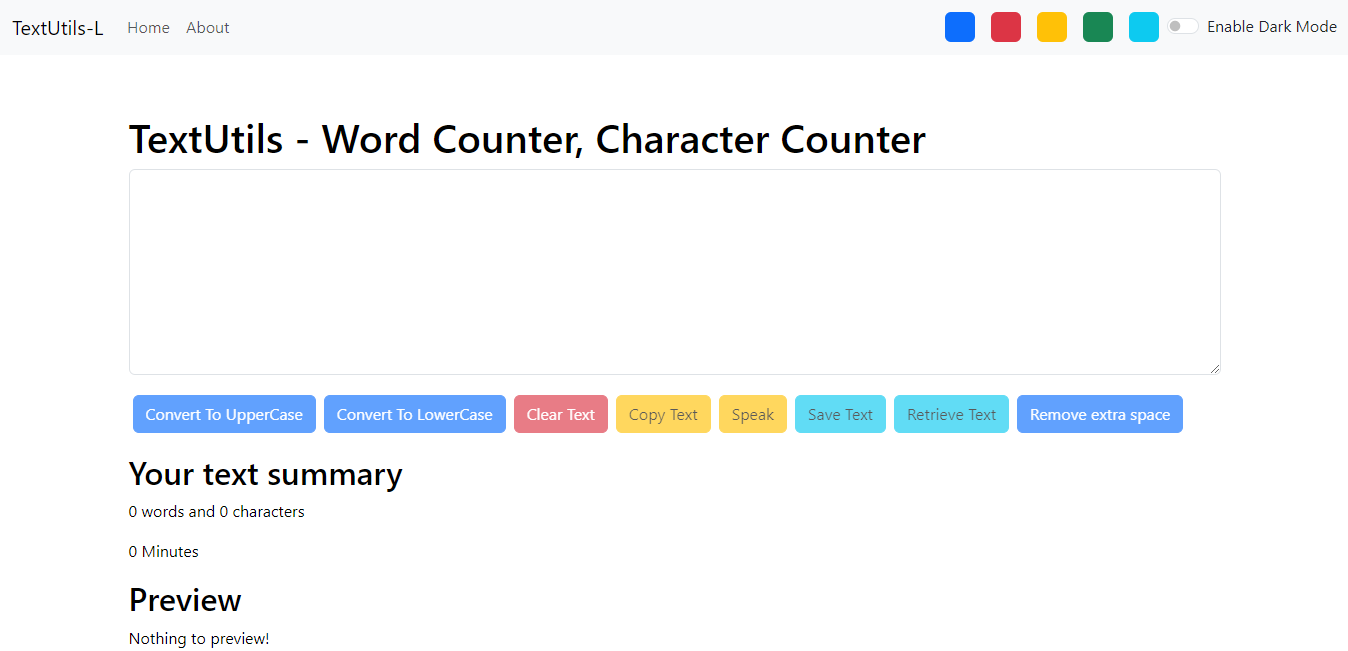 TextUtils-L Home About Enable Dark Mode
TextUtils - Word Counter, Character Counter
Convert To UpperCase Convert To LowerCase Clear Text Copy Text Speak Save Text Retrieve Text Remove extra space
Your text summary
0 words and 0 characters
0 Minutes
Preview
Nothing to preview!